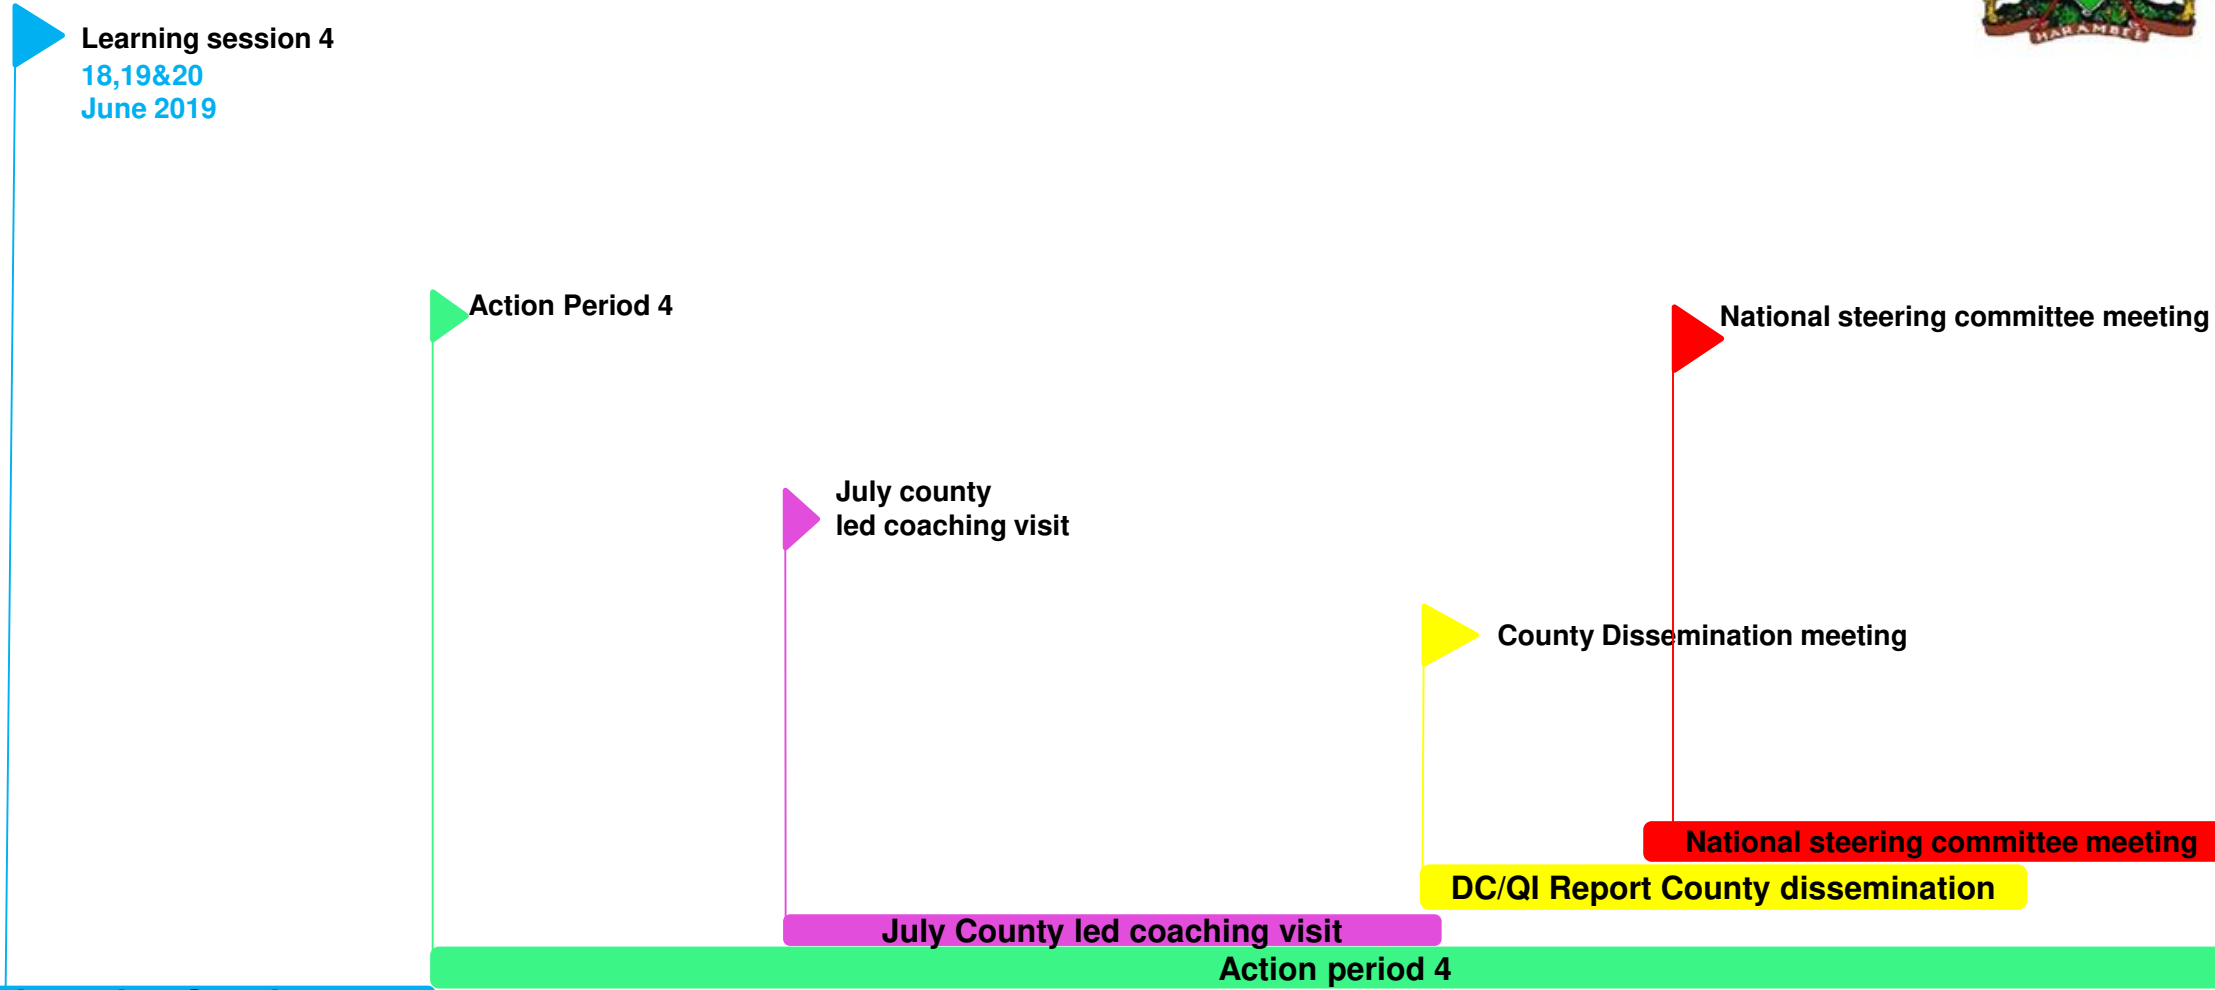 HARAMBEE
Learning session 4
18,19&20
June 2019
Action Period 4
National steering committee meeting
July county
led coaching visit
County Dissemination meeting
National steering committee meeting
DC/QI Report County dissemination
July County led coaching visit
Action period 4